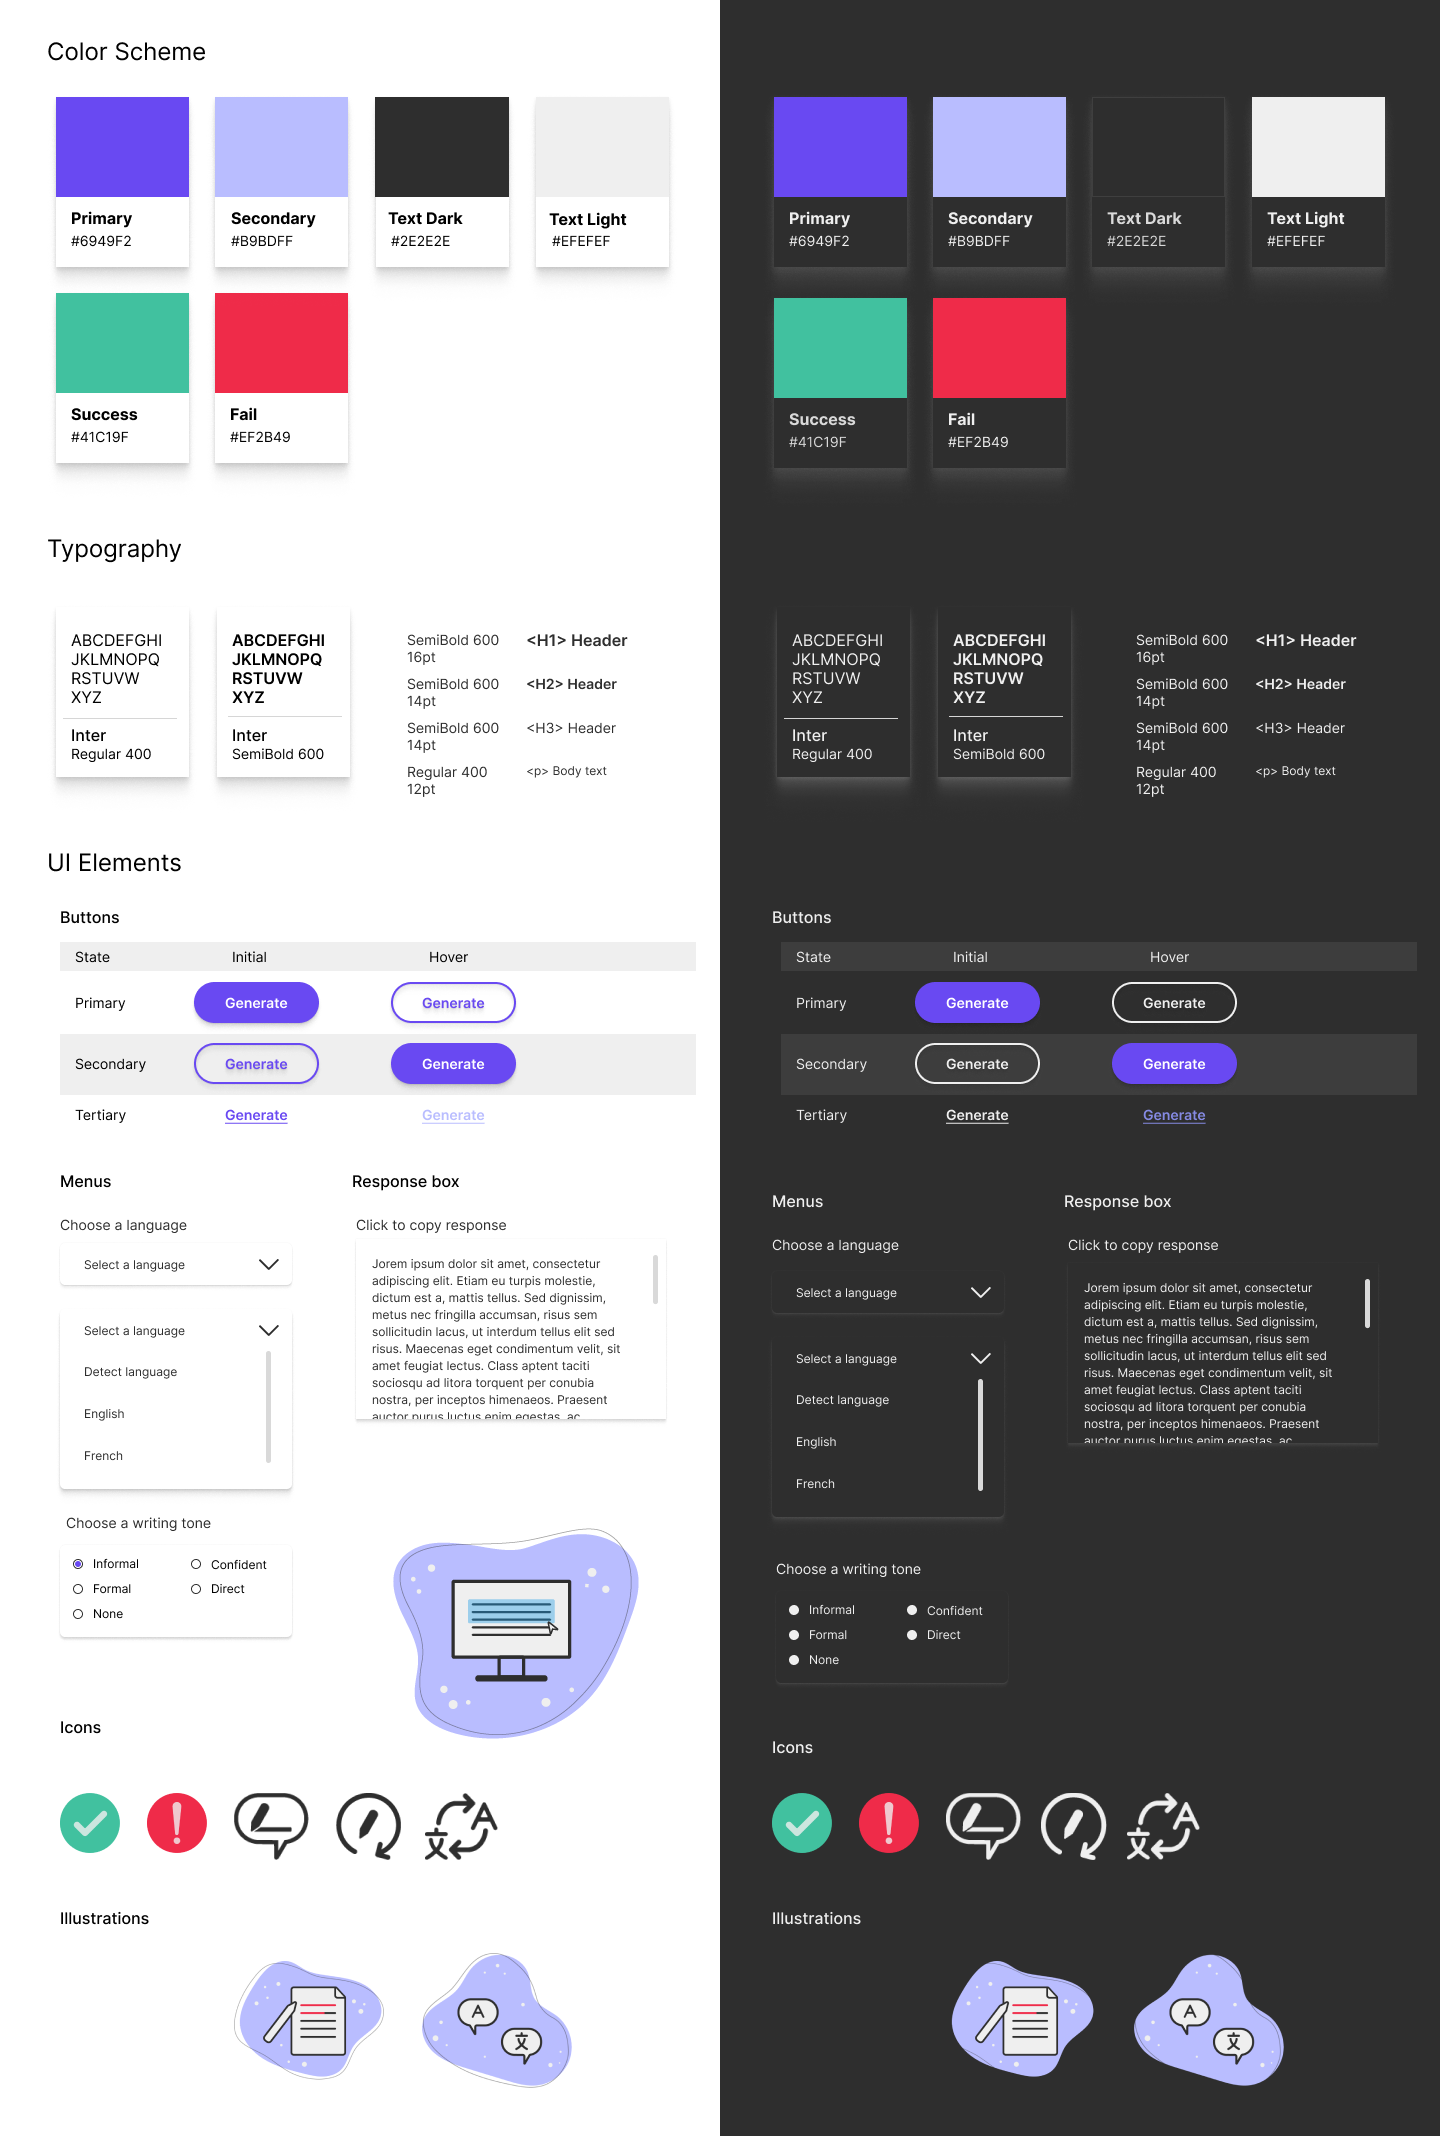 Color Scheme
Primary
#6949F2
Secondary
#B9BDFF
Text Dark
#2E2E2E
Text Light
#EFEFEF
Success
#41C19F
Fail
#EF2B49
Typography
ABCDEFGHI
JKLMNOPQ
RSTUVW
XYZ
Inter
Regular 400
ABCDEFGHI
JKLMNOPQ
RSTUVW
XYZ
Inter
SemiBold 600
SemiBold 600
16pt
<H1> Header
SemiBold 600
14pt
<H2> Header
SemiBold 600
14pt
<H3> Header
Regular 400
12pt
<p> Body text
UI Elements
Buttons
State Initial Hover
Primary Generate Generate
Secondary Generate Generate
Tertiary Generate Generate
Menus
Choose a language
Select a language
Select a language
Detect language
English
French
Choose a writing tone
Informal
Confident
Formal
Direct
None
Response box
Click to copy response
Jorem ipsum dolor sit amet, consectetur
adipiscing elit. Etiam eu turpis molestie,
dictum est a, mattis tellus. Sed dignissim,
metus nec fringilla accumsan, risus sem
sollicitudin lacus, ut interdum tellus elit sed
risus. Maecenas eget condimentum velit, sit
amet feugiat lectus. Class aptent taciti
sociosqu ad litora torquent per conubia
nostra, per inceptos himenaeos. Praesent
auctor purus luctus enim egestas, ac
Icons
A
文
Illustrations
A
文
Primary
#6949F2
Secondary
#B9BDFF
Text Dark
#2E2E2E
Text Light
#EFEFEF
Success
#41C19F
Fail
#EF2B49
ABCDEFGHI
JKLMNOPQ
RSTUVW
XYZ
Inter
Regular 400
ABCDEFGHI
JKLMNOPQ
RSTUVW
XYZ
Inter
SemiBold 600
SemiBold 600
16pt
<H1> Header
SemiBold 600
14pt
<H2> Header
SemiBold 600
14pt
<H3> Header
Regular 400
12pt
<p> Body text
Buttons
State Initial Hover
Primary Generate Generate
Secondary Generate Generate
Tertiary Generate Generate
Menus
Choose a language
Select a language
Select a language
Detect language
English
French
Choose a writing tone
Informal
Confident
Formal
Direct
None
Response box
Click to copy response
Jorem ipsum dolor sit amet, consectetur
adipiscing elit. Etiam eu turpis molestie,
dictum est a, mattis tellus. Sed dignissim,
metus nec fringilla accumsan, risus sem
sollicitudin lacus, ut interdum tellus elit sed
risus. Maecenas eget condimentum velit, sit
amet feugiat lectus. Class aptent taciti
sociosqu ad litora torquent per conubia
nostra, per inceptos himenaeos. Praesent
auctor purus luctus enim egestas, ac
Icons
A
文
Illustrations
A
文